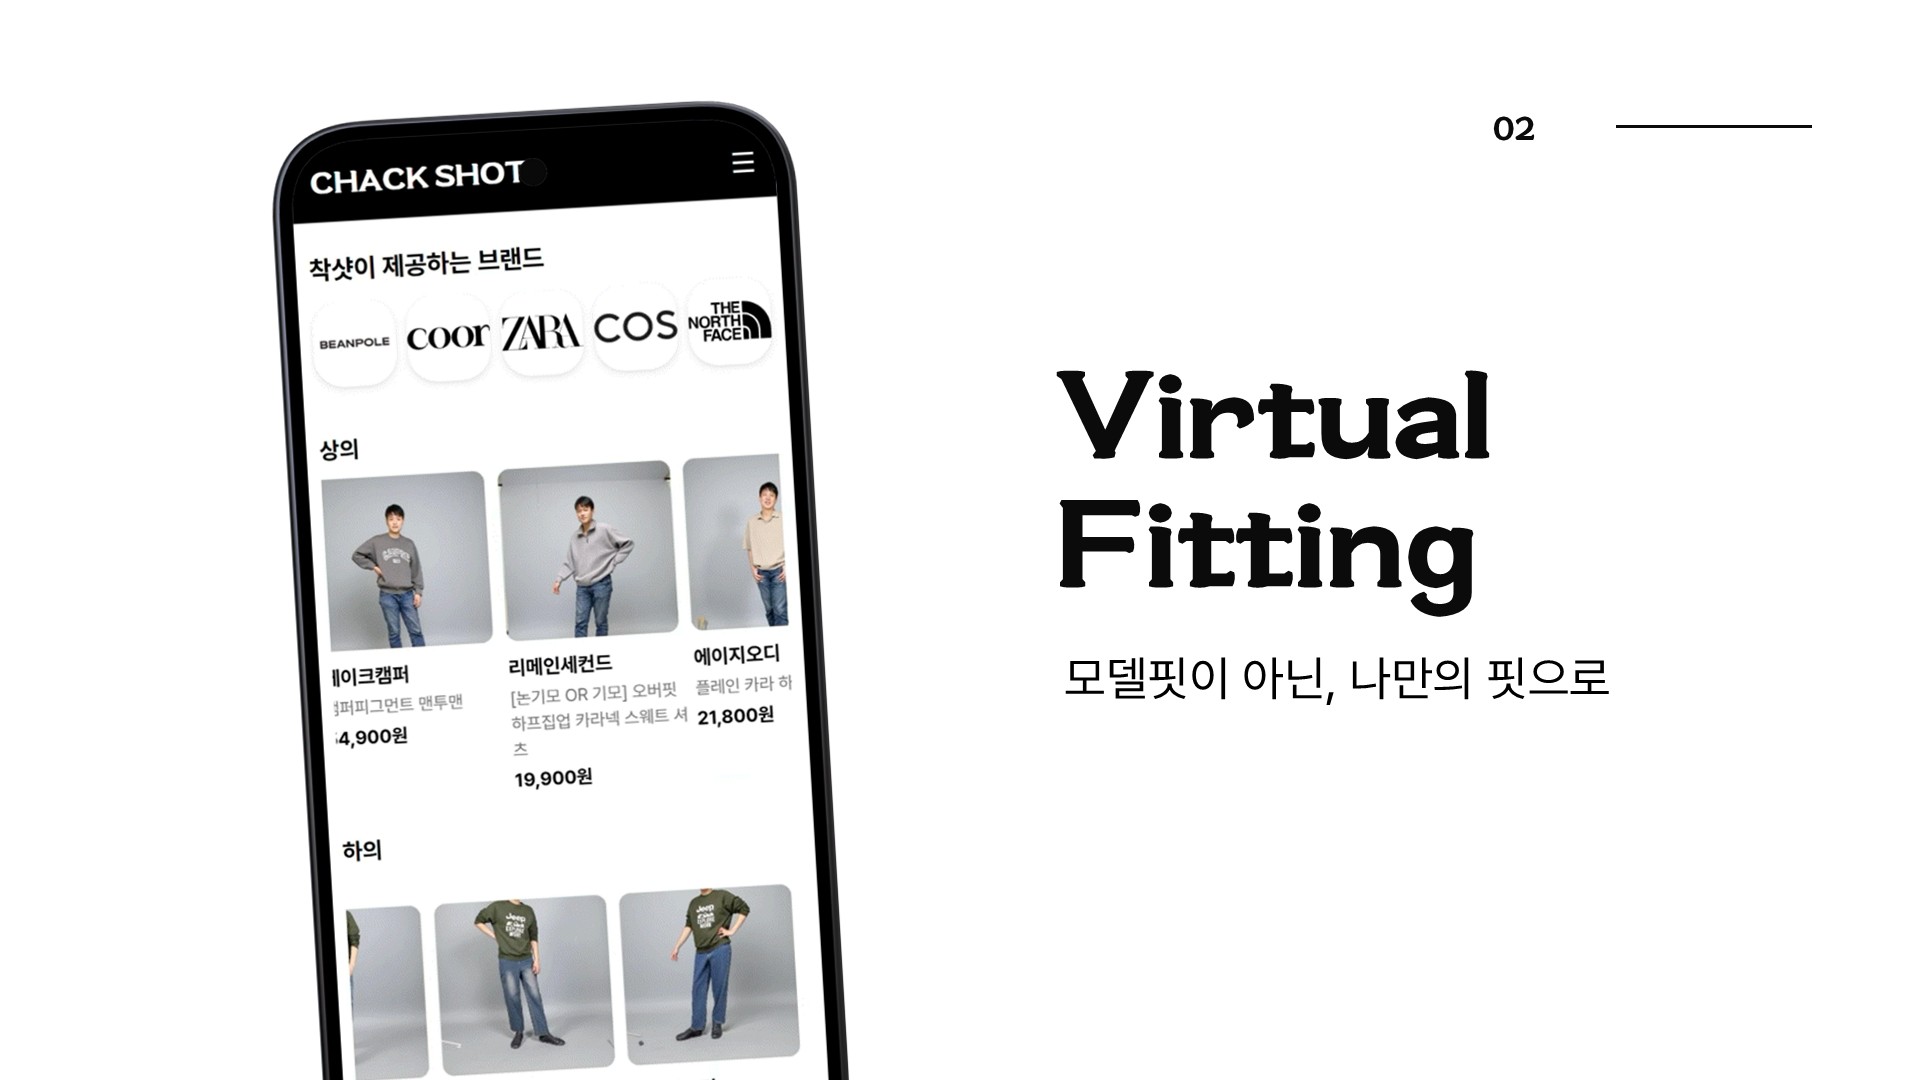 CHACK SHOT
착샷이 제공하는 브랜드
BEANPOLE
coor
ZARA
COS
THE
NORTH
FACE
상의
이크캠퍼
퍼피그먼트 맨투맨
4,900원
리메인세컨드
[논기모 OR 기모] 오버핏
하프집업 카라넥 스웨트 셔
츠
19,900원
에이지오디
플레인 카라 하
21,800원
하의
Jeep
Jeep
02
Virtual
Fitting
모델핏이 아닌, 나만의 핏으로